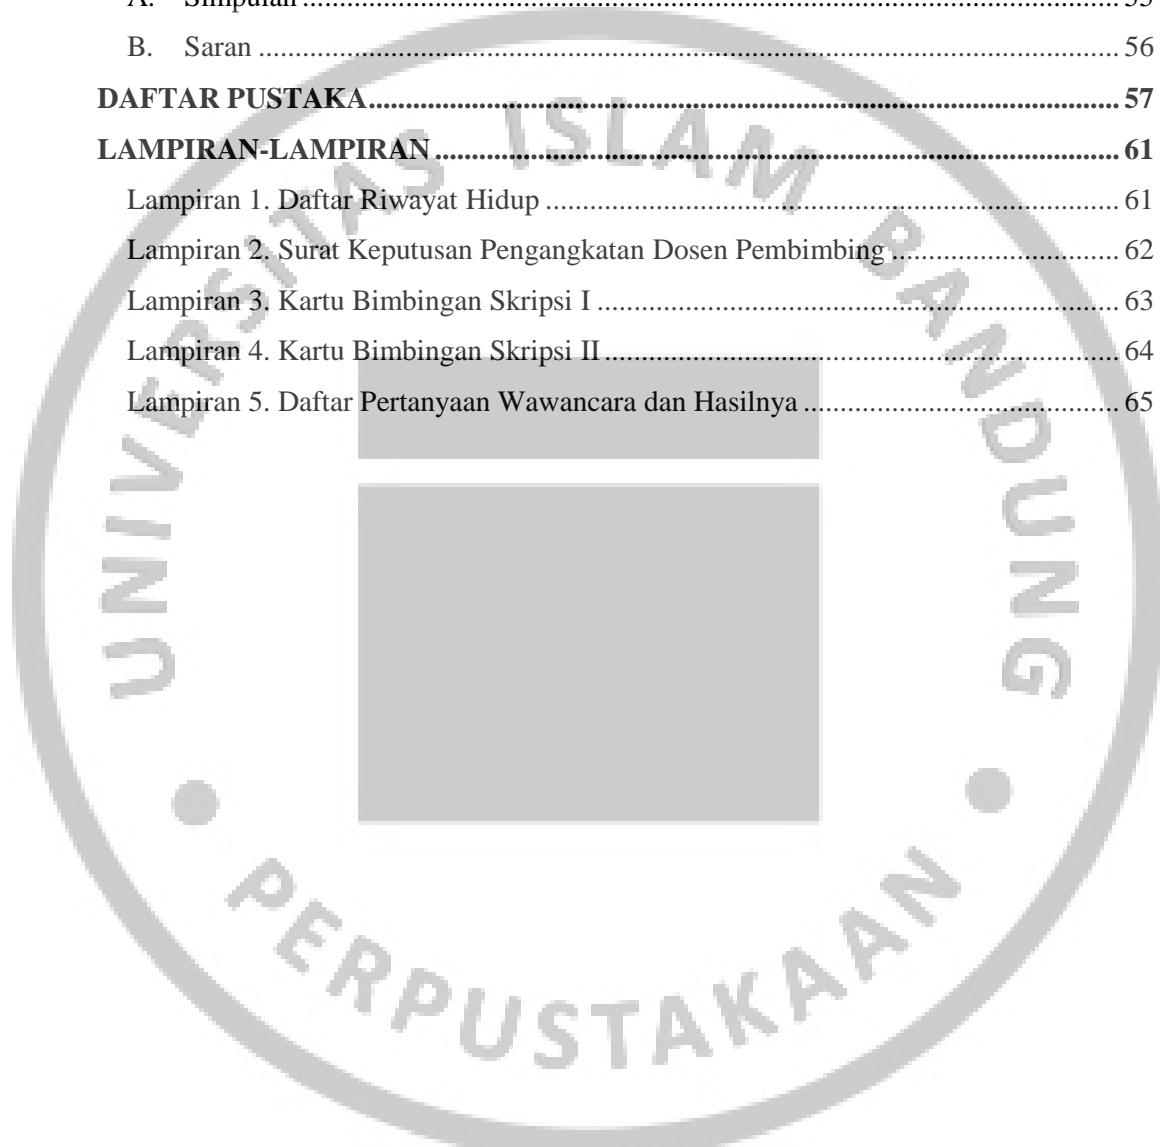 A. Simpulan ........................................................................................................ 55
B. Saran ........................................................................................................ 56
DAFTAR PUSTAKA ........................................................................................................ 57
LAMPIRAN-LAMPIRAN ........................................................................................................ 61
Lampiran 1. Daftar Riwayat Hidup ........................................................................................................ 61
Lampiran 2. Surat Keputusan Pengangkatan Dosen Pembimbing ............................... 62
Lampiran 3. Kartu Bimbingan Skripsi I ........................................................................ 63
Lampiran 4. Kartu Bimbingan Skripsi II ....................................................................... 64
Lampiran 5. Daftar Pertanyaan Wawancara dan Hasilnya ........................................... 65
UNIVERSITAS ISLAM BANDUNG
PERPUSTAKAAN